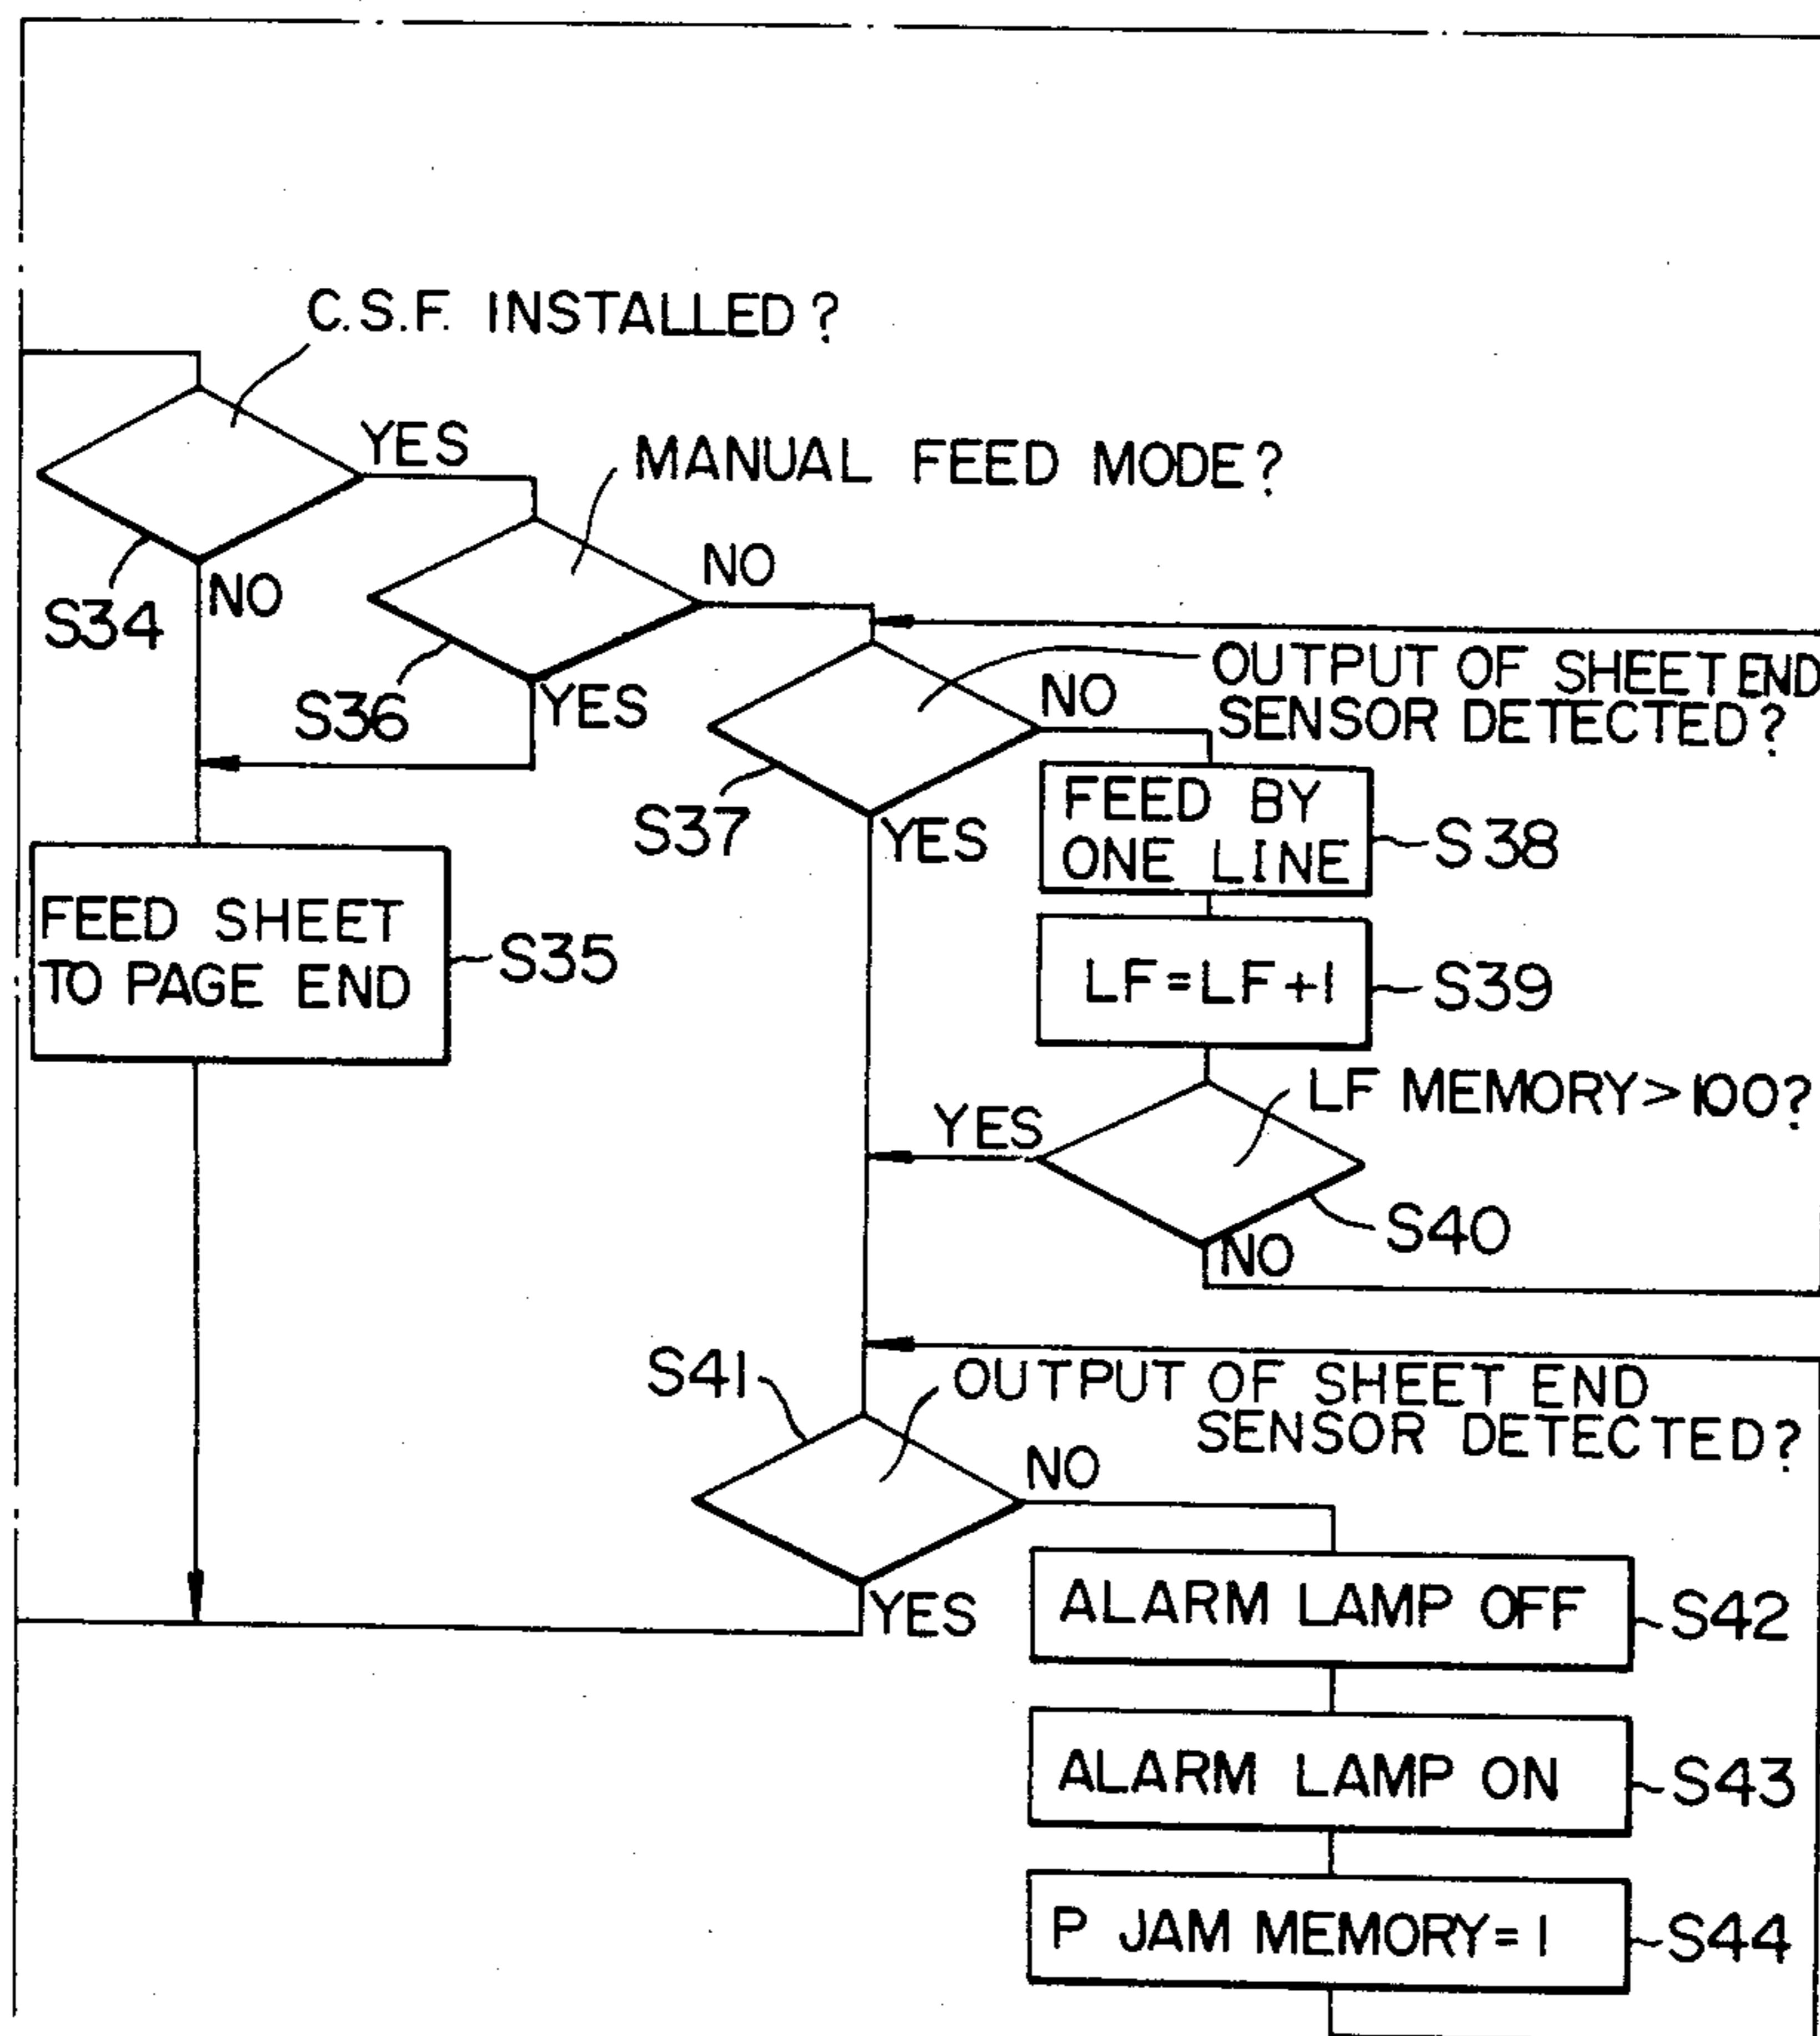 C.S.F. INSTALLED?
YES
MANUAL FEED MODE?
NO
S34
NO
S36
YES
OUTPUT OF SHEET END
SENSOR DETECTED?
NO
S37
YES
FEED BY
ONE LINE
S38
FEED SHEET
TO PAGE END
S35
LF=LF+1
S39
LF MEMORY>100?
YES
S40
NO
S41
OUTPUT OF SHEET END
SENSOR DETECTED?
NO
YES
ALARM LAMP OFF
S42
ALARM LAMP ON
S43
P JAM MEMORY=1
S44